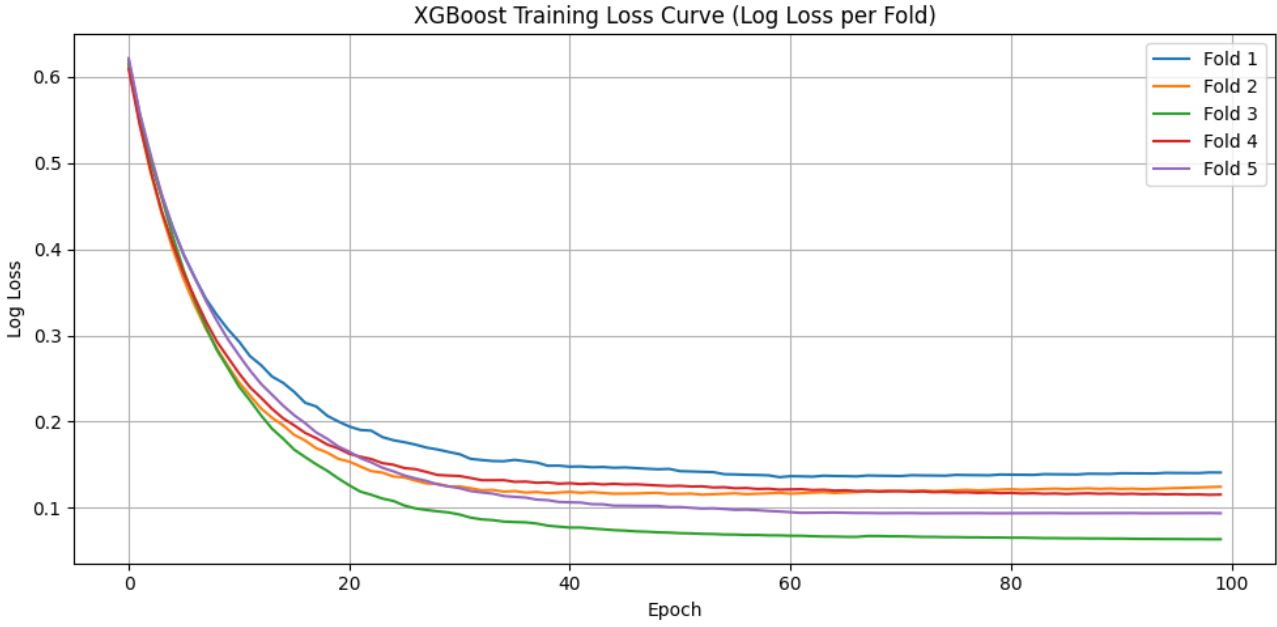 XGBoost Training Loss Curve (Log Loss per Fold)
Log Loss
0.6
0.5
0.4
0.3
0.2
0.1
Fold 1
Fold 2
Fold 3
Fold 4
Fold 5
0 20 40 60 80 100
Epoch